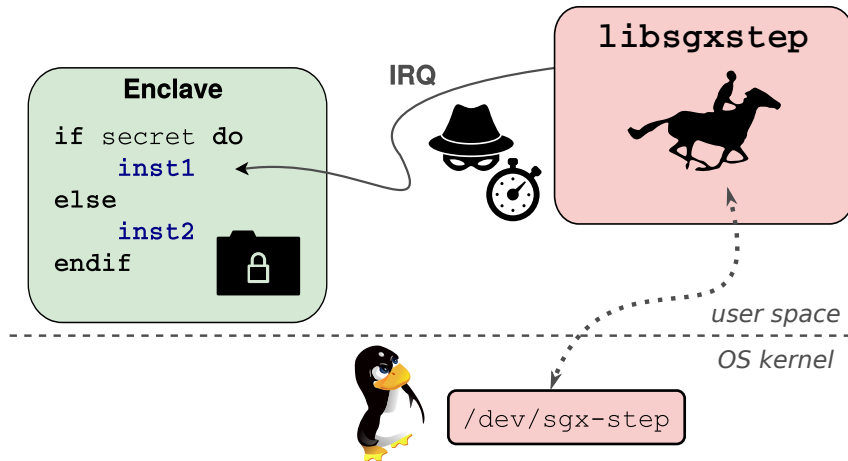 libsgxstep
IRQ
Enclave
if secret do
inst1
else
inst2
endif
user space
OS kernel
/dev/sgx-step